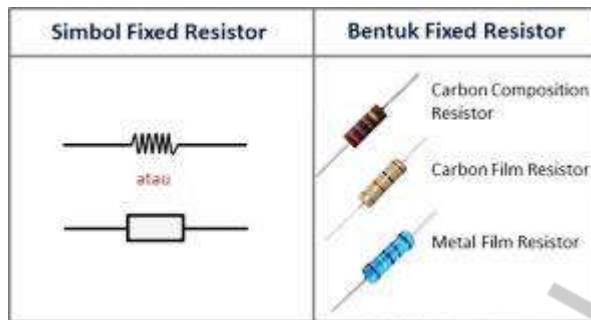 Simbol Fixed Resistor
Bentuk Fixed Resistor
atau
Carbon Composition
Resistor
Carbon Film Resistor
Metal Film Resistor